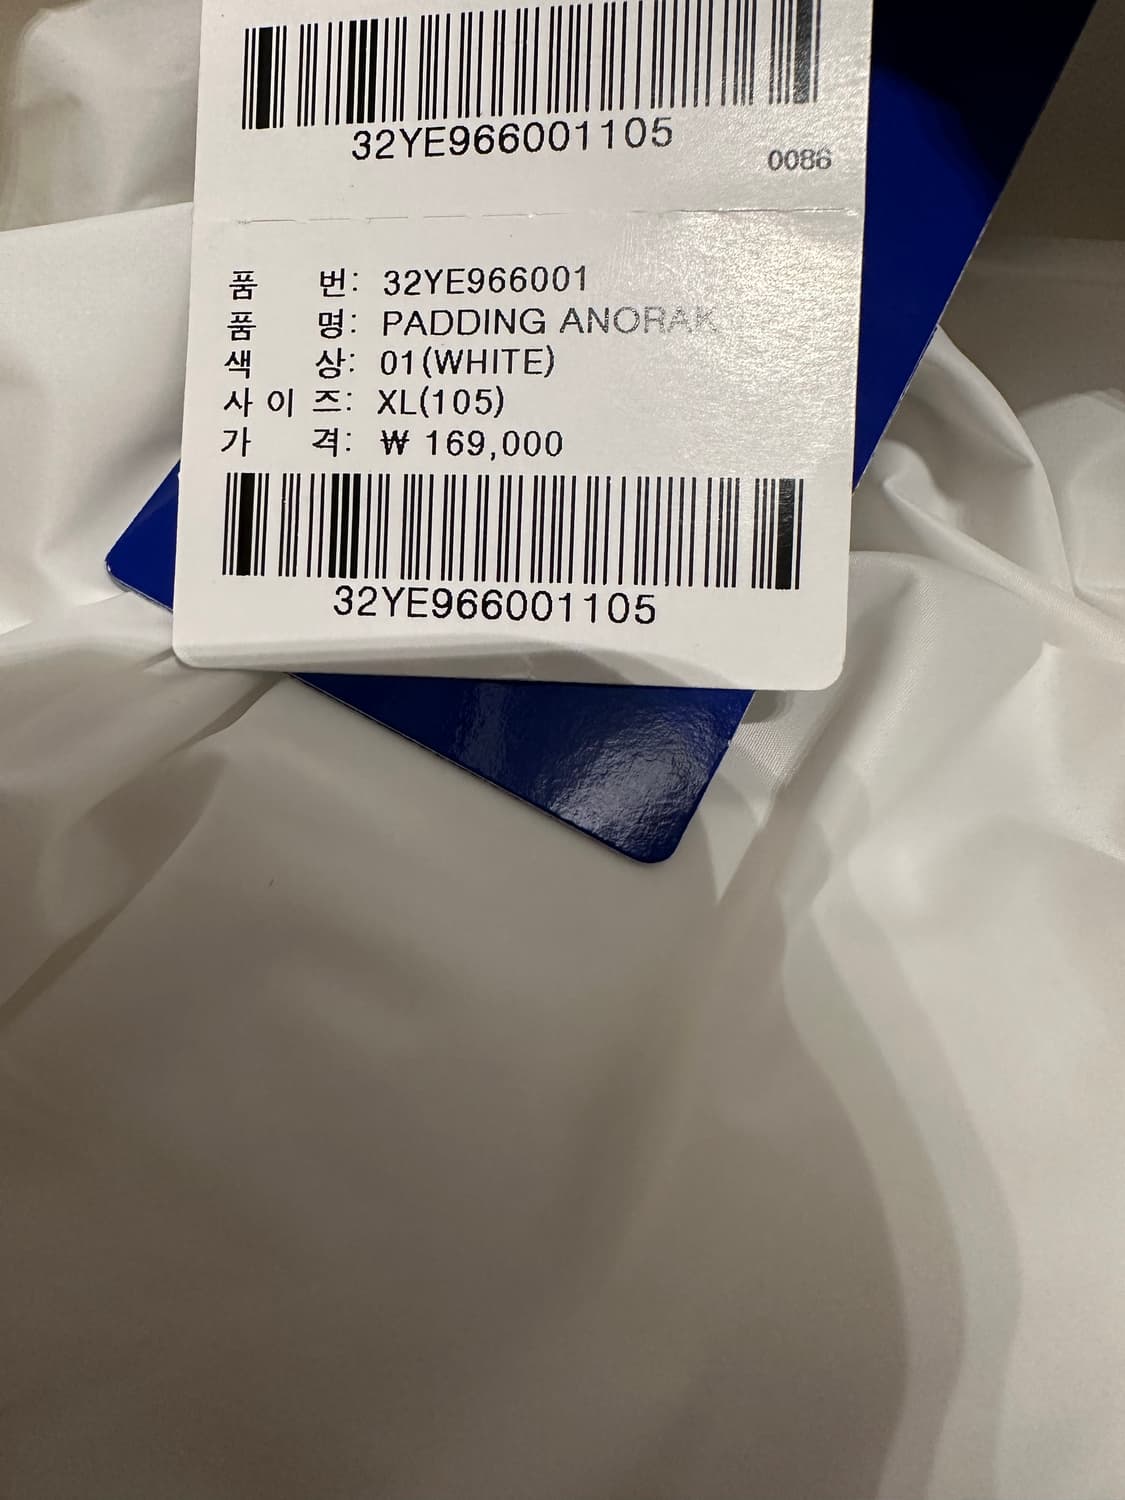 32YE966001105
0086
품 번: 32YE966001
품 명: PADDING ANORAK
색 상: 01(WHITE)
사 이 즈: XL(105)
가 격: ₩ 169,000
32YE966001105